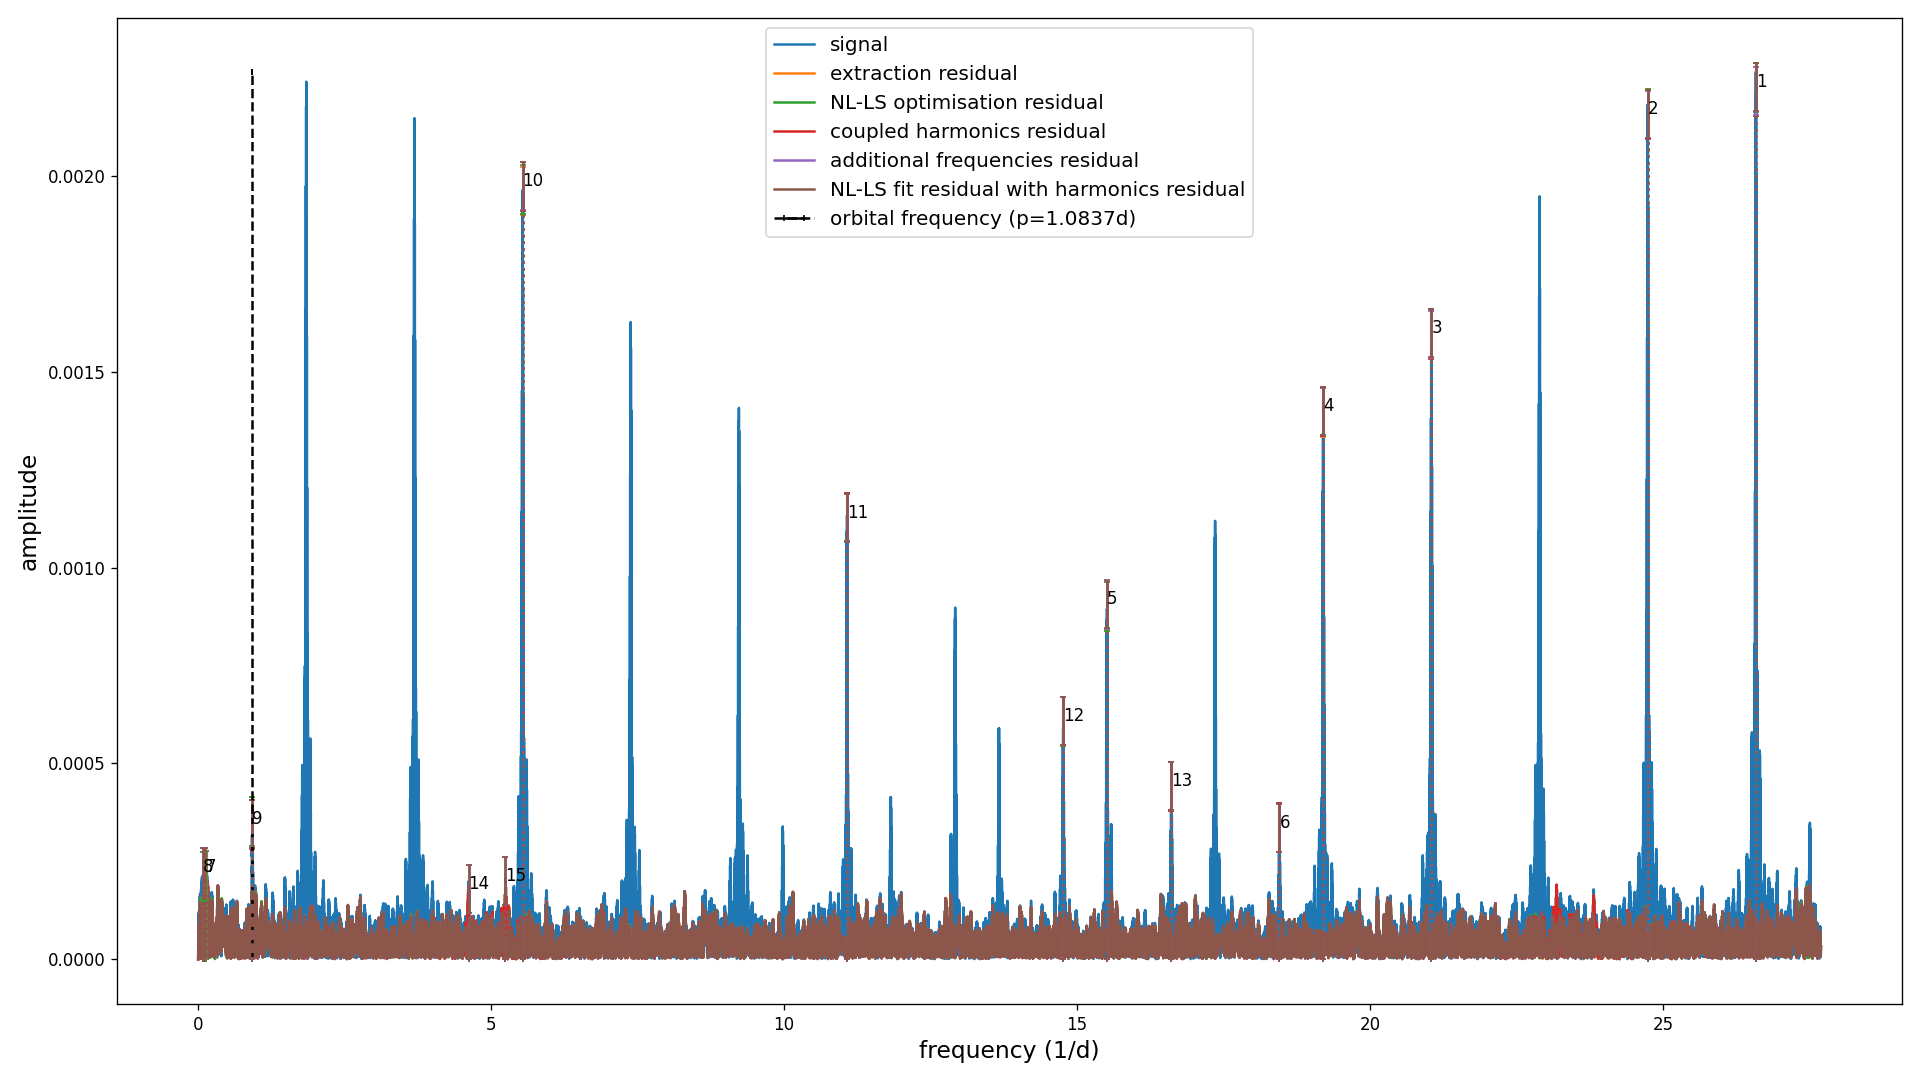 signal
extraction residual
NL-LS optimisation residual
coupled harmonics residual
additional frequencies residual
NL-LS fit residual with harmonics residual
orbital frequency (p=1.0837d)
amplitude
0.0020
0.0015
0.0010
0.0005
0.0000
1
2
3
4
5
6
7
8
9
10
11
12
13
14
15
0
5
10
15
20
25
frequency (1/d)